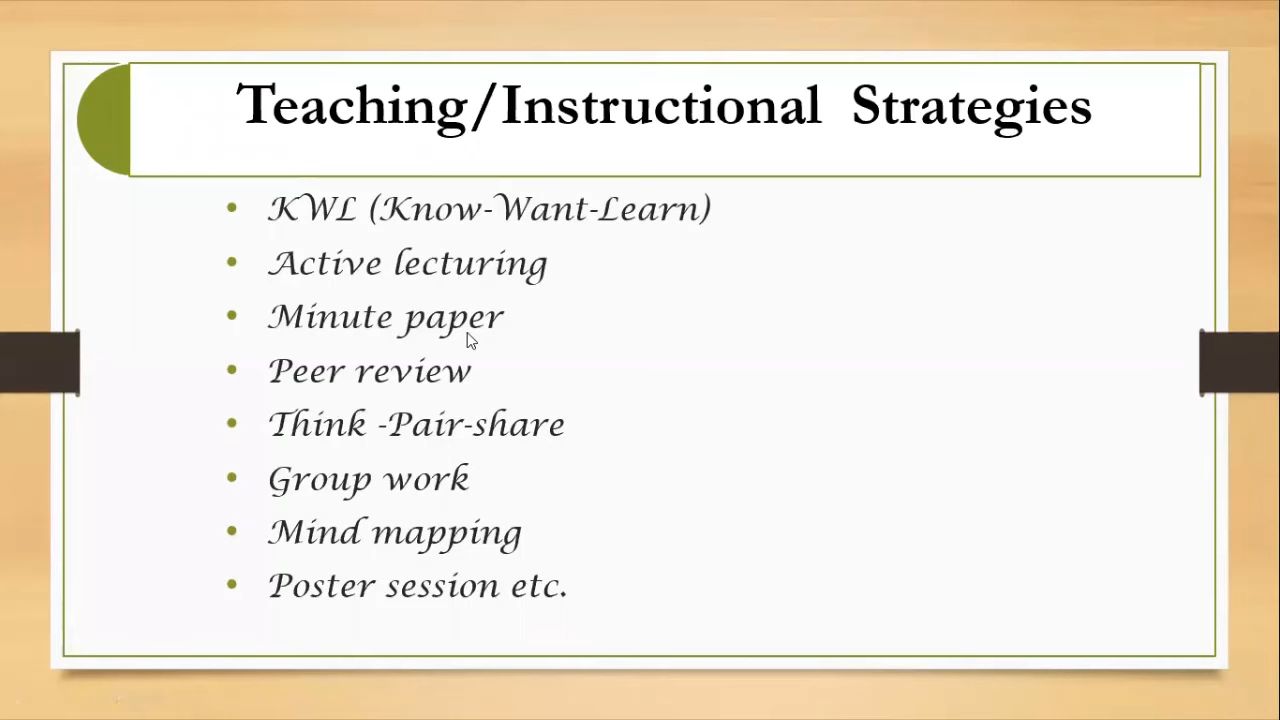 Teaching/Instructional Strategies
• KWL (Know-Want-Learn)
• Active lecturing
• Minute paper
• Peer review
• Think -Pair-share
• Group work
• Mind mapping
• Poster session etc.